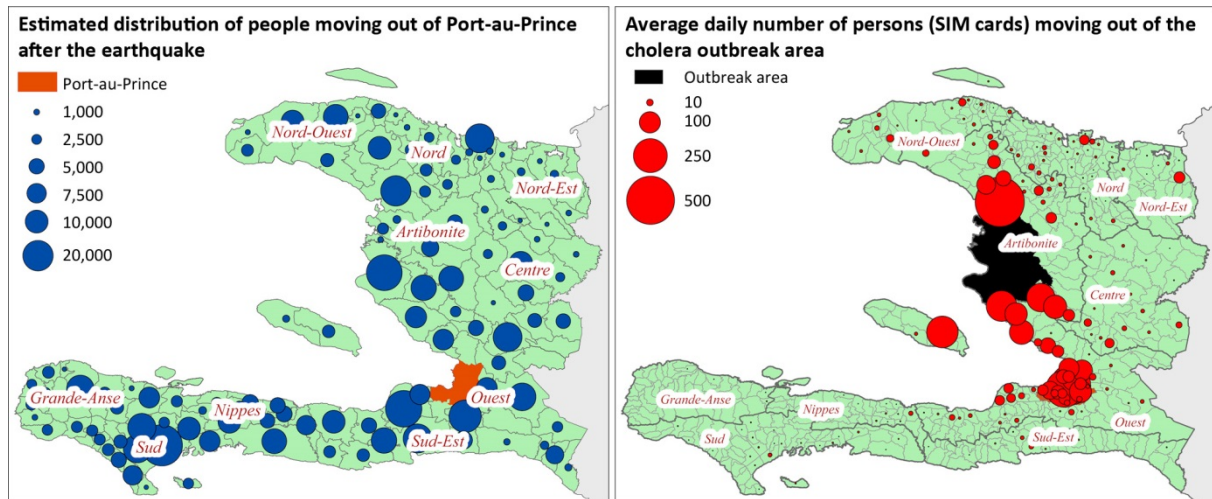 Estimated distribution of people moving out of Port-au-Prince
after the earthquake
Port-au-Prince
1,000
2,500
5,000
7,500
10,000
20,000
Nord-Ouest
Nord
Nord-Est
Artibonite
Centre
Grande-Anse
Nippes
Ouest
Sud
Sud-Est
Average daily number of persons (SIM cards) moving out of the
cholera outbreak area
Outbreak area
10
100
250
500
Nord-Ouest
Nord
Nord-Est
Artibonite
Centre
Grande-Anse
Nippes
Ouest
Sud
Sud-Est